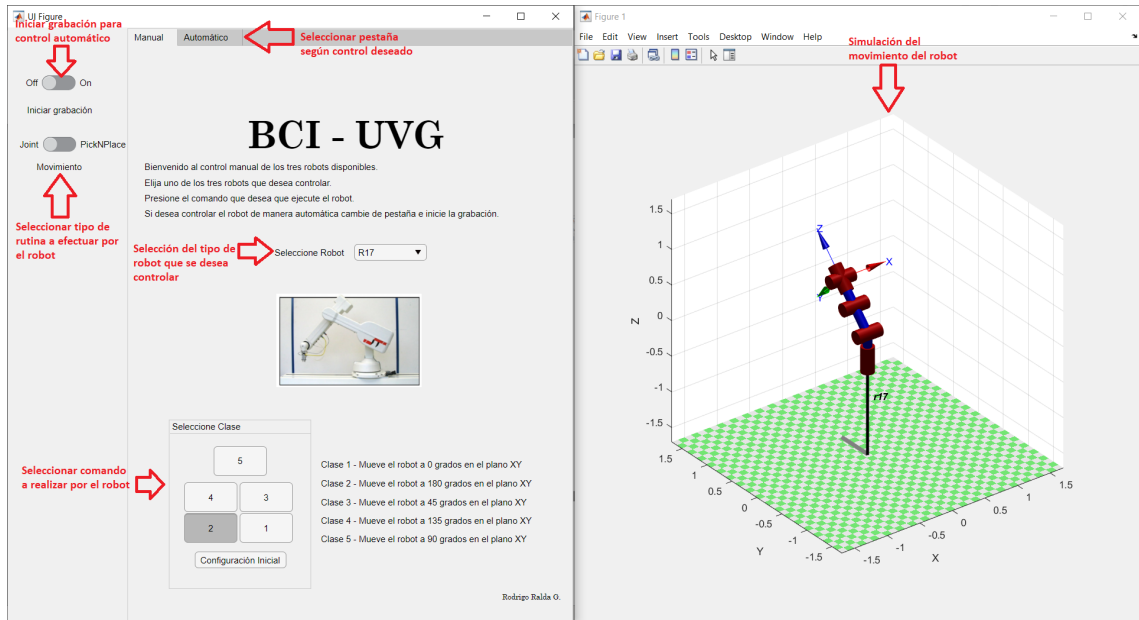 UI Figure
Iniciar grabación para
control automático
Manual
Automático
Seleccionar pestaña
según control deseado
Off
On
Iniciar grabación
Joint
PickNPlace
Movimiento
Seleccionar tipo de
rutina a efectuar por
el robot
BCI - UVG
Bienvenido al control manual de los tres robots disponibles.
Elija uno de los tres robots que desea controlar.
Presione el comando que desea que ejecute el robot.
Si desea controlar el robot de manera automática cambie de pestaña e inicie la grabación.
Selección del tipo de
robot que se desea
controlar
Seleccione Robot
R17
Seleccione Clase
5
4
3
2
1
Configuración Inicial
Seleccionar comando
a realizar por el robot
Clase 1 - Mueve el robot a 0 grados en el plano XY
Clase 2 - Mueve el robot a 180 grados en el plano XY
Clase 3 - Mueve el robot a 45 grados en el plano XY
Clase 4 - Mueve el robot a 135 grados en el plano XY
Clase 5 - Mueve el robot a 90 grados en el plano XY
Rodrigo Ralda G.
Figure 1
File Edit View Insert Tools Desktop Window Help
Simulación del
movimiento del robot
Z
X
Y
r17
Z
1.5
1
0.5
0
-0.5
-1
-1.5
1.5
1
0.5
0
-0.5
-1
-1.5
Y
-1.5
-1
-0.5
0
0.5
1
1.5
X